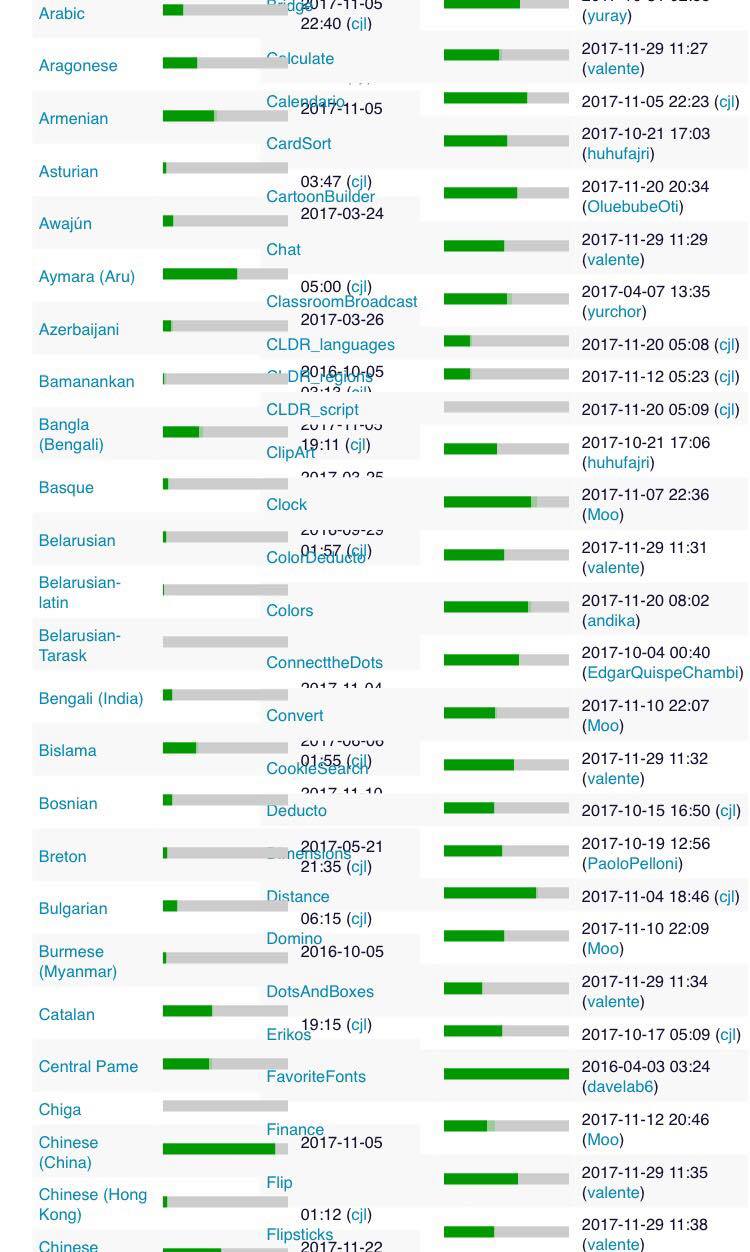 Arabic
2017-11-05
22:40 (cjl)
Aragonese
Armenian
2017-11-05
Asturian
03:47 (cjl)
Awajún
2017-03-24
Aymara (Aru)
05:00 (cjl)
Azerbaijani
2017-03-26
Bamanankan
2016-10-05
03:13 (cjl)
Bangla
(Bengali)
2017-11-05
19:11 (cjl)
Basque
2017-03-25
Belarusian
2016-09-29
01:57 (cjl)
Belarusian-
latin
Belarusian-
Tarask
Bengali (India)
2017-11-04
Bislama
2017-06-06
01:55 (cjl)
Bosnian
2017-11-10
Breton
2017-05-21
21:35 (cjl)
Bulgarian
06:15 (cjl)
Burmese
(Myanmar)
2016-10-05
Catalan
19:15 (cjl)
Central Pame
Chiga
Chinese
(China)
2017-11-05
Chinese (Hong
Kong)
01:12 (cjl)
Chinese
2017-11-22
Bridge
(yuray)
Calculate
2017-11-29 11:27
(valente)
Calendario
2017-11-05 22:23 (cjl)
CardSort
2017-10-21 17:03
(huhufajri)
CartoonBuilder
2017-11-20 20:34
(OluebubeOti)
Chat
2017-11-29 11:29
(valente)
ClassroomBroadcast
2017-04-07 13:35
(yurchor)
CLDR_languages
2017-11-20 05:08 (cjl)
CLDR_regions
2017-11-12 05:23 (cjl)
CLDR_script
2017-11-20 05:09 (cjl)
ClipArt
2017-10-21 17:06
(huhufajri)
Clock
2017-11-07 22:36
(Moo)
ColorDeducto
2017-11-29 11:31
(valente)
Colors
2017-11-20 08:02
(andika)
ConnecttheDots
2017-10-04 00:40
(EdgarQuispeChambi)
Convert
2017-11-10 22:07
(Moo)
CookieSearch
2017-11-29 11:32
(valente)
Deducto
2017-10-15 16:50 (cjl)
Dimensions
2017-10-19 12:56
(PaoloPelloni)
Distance
2017-11-04 18:46 (cjl)
Domino
2017-11-10 22:09
(Moo)
DotsAndBoxes
2017-11-29 11:34
(valente)
Erikos
2017-10-17 05:09 (cjl)
FavoriteFonts
2016-04-03 03:24
(davelab6)
Finance
2017-11-12 20:46
(Moo)
Flip
2017-11-29 11:35
(valente)
Flipsticks
2017-11-29 11:38
(valente)